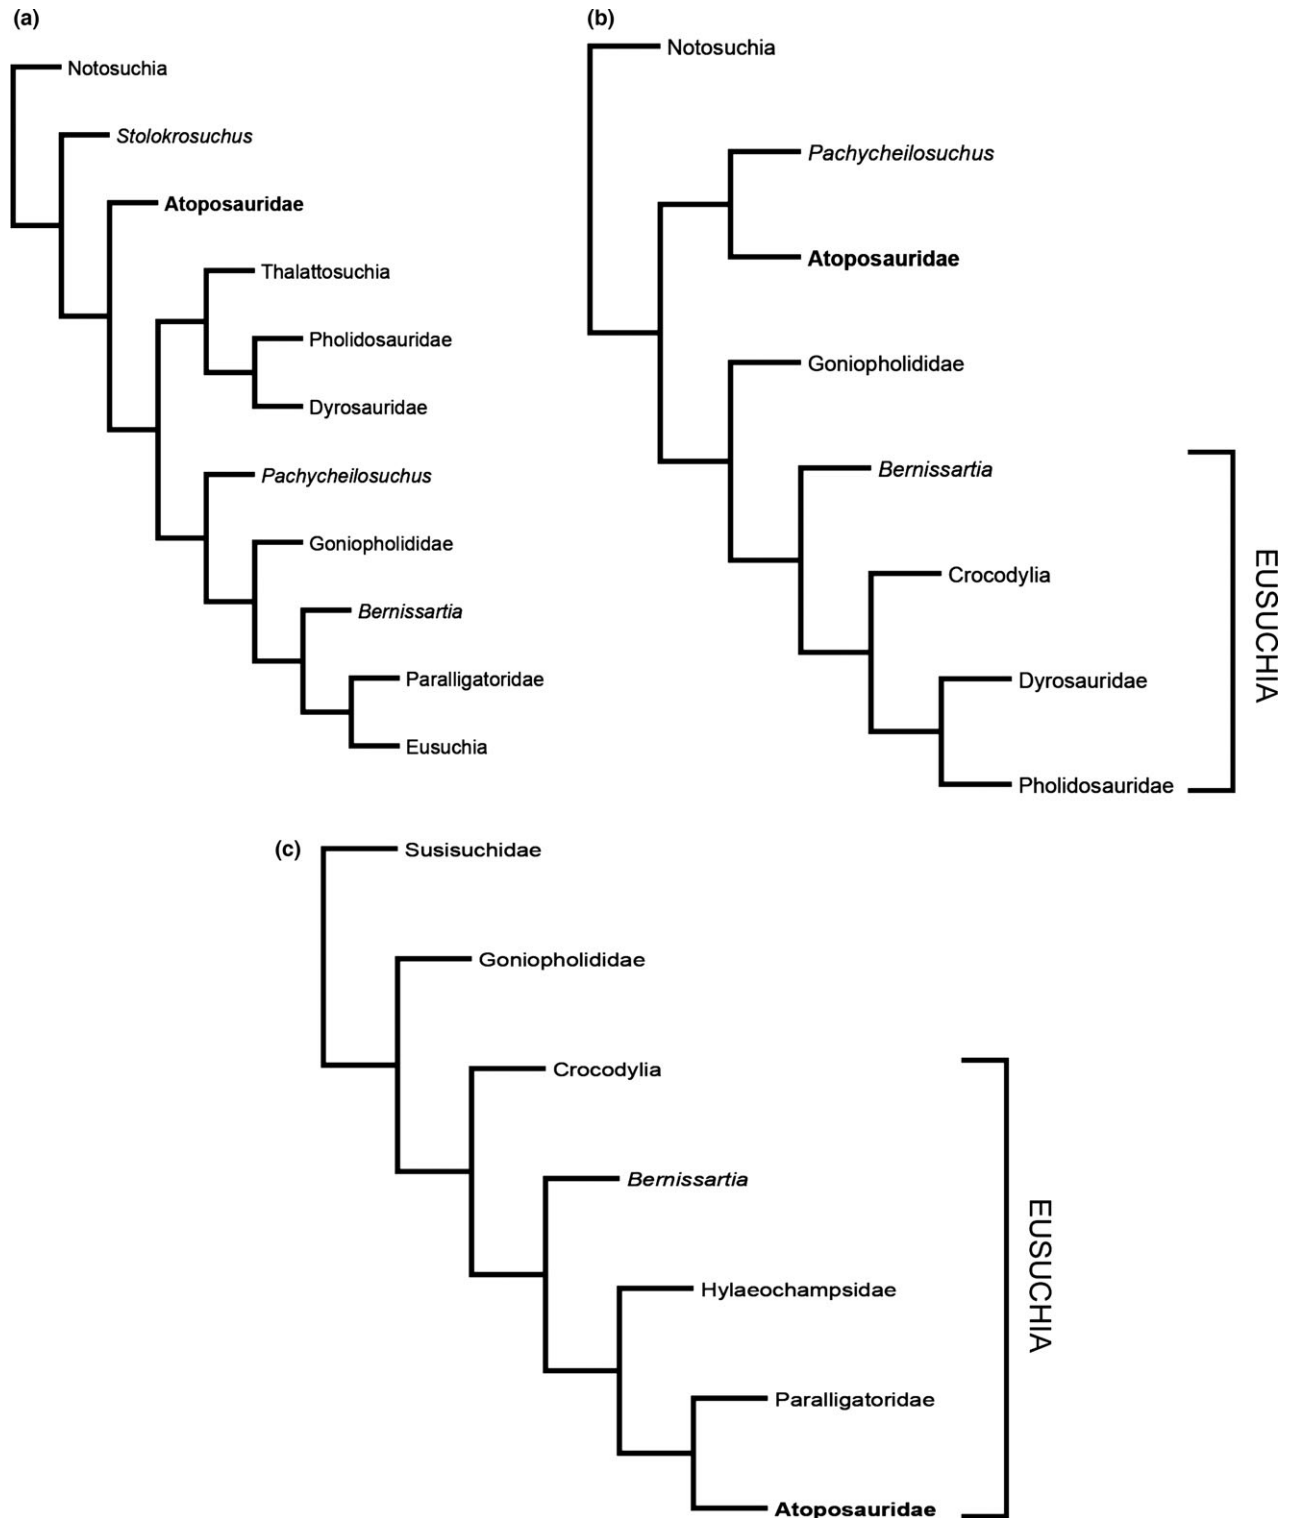 (a)
Notosuchia
Stolokrosuchus
Atoposauridae
Thalattosuchia
Pholidosauridae
Dyrosauridae
Pachycheilosuchus
Goniopholididae
Bernissartia
Paralligatoridae
Eusuchia
(b)
Notosuchia
Pachycheilosuchus
Atoposauridae
Goniopholididae
Bernissartia
Crocodylia
Dyrosauridae
Pholidosauridae
EUSUCHIA
(c)
Susisuchidae
Goniopholididae
Crocodylia
Bernissartia
Hylaeochampsidae
Paralligatoridae
Atoposauridae
EUSUCHIA